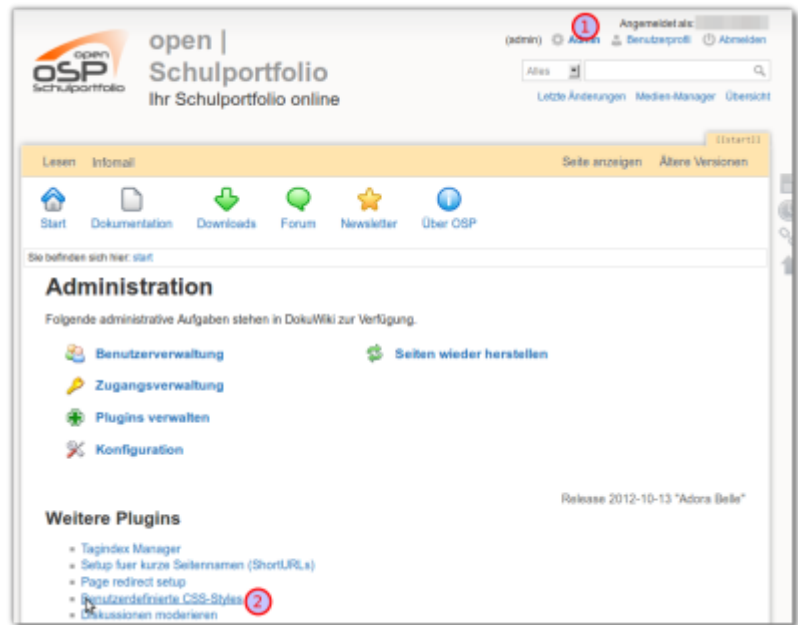 Angemeldet als:
open
OSP
Schulportfolio
open |
Schulportfolio
Ihr Schulportfolio online
(admin) Admin Benutzerprofil Abmelden
1
Alles
Letzte Änderungen Medien-Manager Übersicht
[[start]]
Lesen Infomail Seite anzeigen Ältere Versionen
Start Dokumentation Downloads Forum Newsletter Über OSP
Sie befinden sich hier: start
Administration
Folgende administrative Aufgaben stehen in DokuWiki zur Verfügung.
Benutzerverwaltung Seiten wieder herstellen
Zugangsverwaltung
Plugins verwalten
Konfiguration
Release 2012-10-13 "Adora Belle"
Weitere Plugins
Tagindex Manager
Setup fuer kurze Seitennamen (ShortURLs)
Page redirect setup
Benutzerdefinierte CSS-Styles 2
Diskussionen moderieren